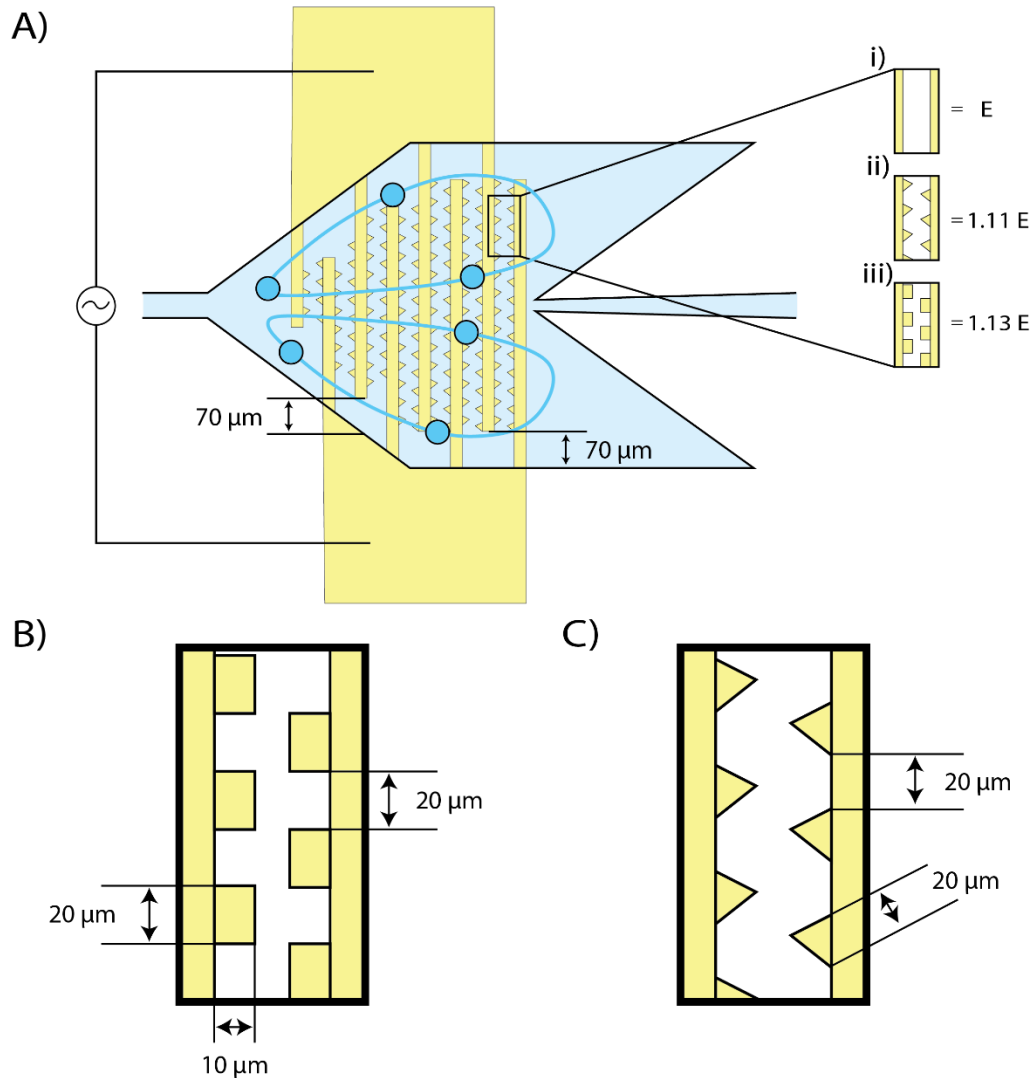 A)
i)
= E
ii)
=1.11 E
iii)
=1.13 E
70 µm
70 µm
B)
C)
20 µm
20 µm
20 µm
20 µm
10 µm